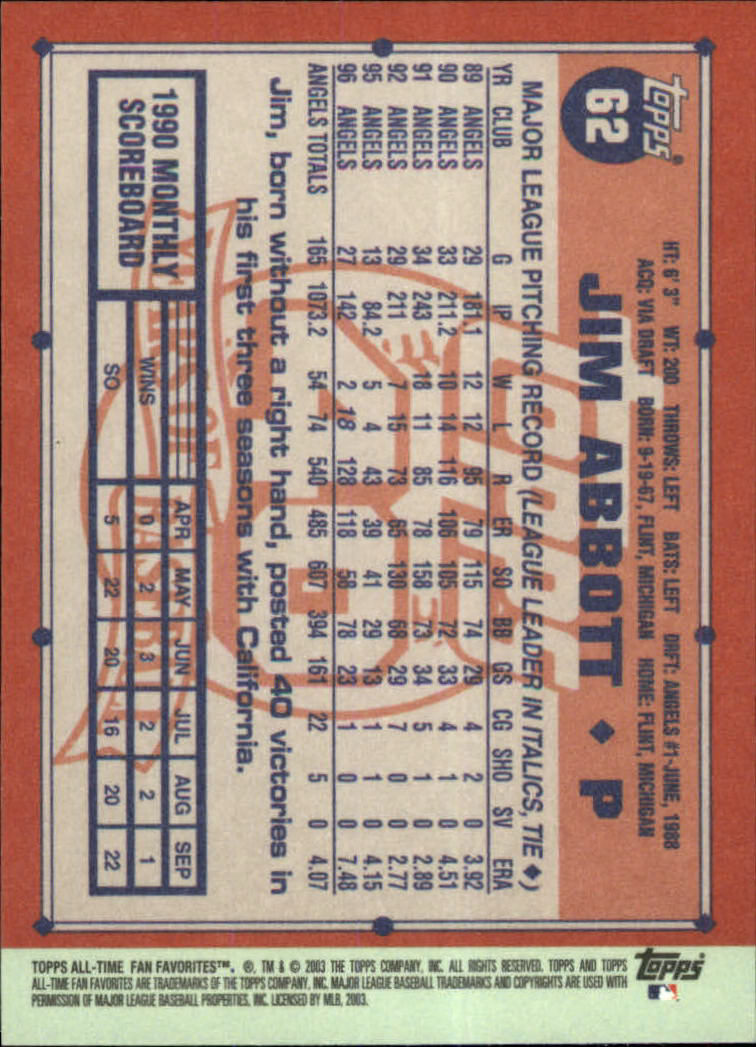 Topps®
62
HT: 6' 3" WT: 200 THROWS: LEFT BATS: LEFT DRFT: ANGELS #1-JUNE, 1988
ACQ: VIA DRAFT BORN: 9-19-67, FLINT, MICHIGAN HOME: FLINT, MICHIGAN
JIM ABBOTT ◆ P
MAJOR LEAGUE PITCHING RECORD (LEAGUE LEADER IN ITALICS, TIE ◆)
YR CLUB G IP W L R ER SO BB GS CG SHO SV ERA
89 ANGELS 29 181.1 12 12 95 79 115 74 29 4 2 0 3.92
90 ANGELS 33 211.2 10 14 116 106 105 72 33 4 1 0 4.51
91 ANGELS 34 243 18 11 85 78 158 73 34 5 1 0 2.89
92 ANGELS 29 211 7 15 73 65 130 68 29 7 0 0 2.77
95 ANGELS 13 84.2 5 4 43 39 41 29 13 1 1 0 4.15
96 ANGELS 27 142 2 18 128 118 58 78 23 1 0 0 7.48
ANGELS TOTALS 165 1073.2 54 74 540 485 607 394 161 22 5 0 4.07
Jim, born without a right hand, posted 40 victories in
his first three seasons with California.
1990 MONTHLY
SCOREBOARD
APR MAY JUN JUL AUG SEP
WINS 0 2 3 2 2 1
SO 5 22 20 16 20 22
YEARS OF BASEBALL
TOPPS ALL-TIME FAN FAVORITES™. ®, TM & © 2003 THE TOPPS COMPANY, INC. ALL RIGHTS RESERVED. TOPPS AND TOPPS
ALL-TIME FAN FAVORITES ARE TRADEMARKS OF THE TOPPS COMPANY, INC. MAJOR LEAGUE BASEBALL TRADEMARKS AND COPYRIGHTS ARE USED WITH
PERMISSION OF MAJOR LEAGUE BASEBALL PROPERTIES, INC. LICENSED BY MLB, 2003.
Topps